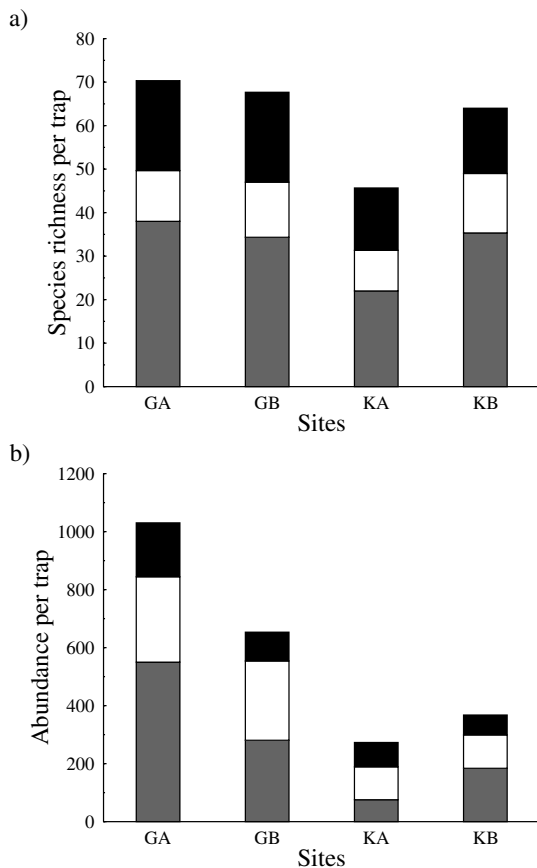 a)
Species richness per trap
80
70
60
50
40
30
20
10
0
GA GB KA KB
Sites
b)
Abundance per trap
1200
1000
800
600
400
200
0
GA GB KA KB
Sites